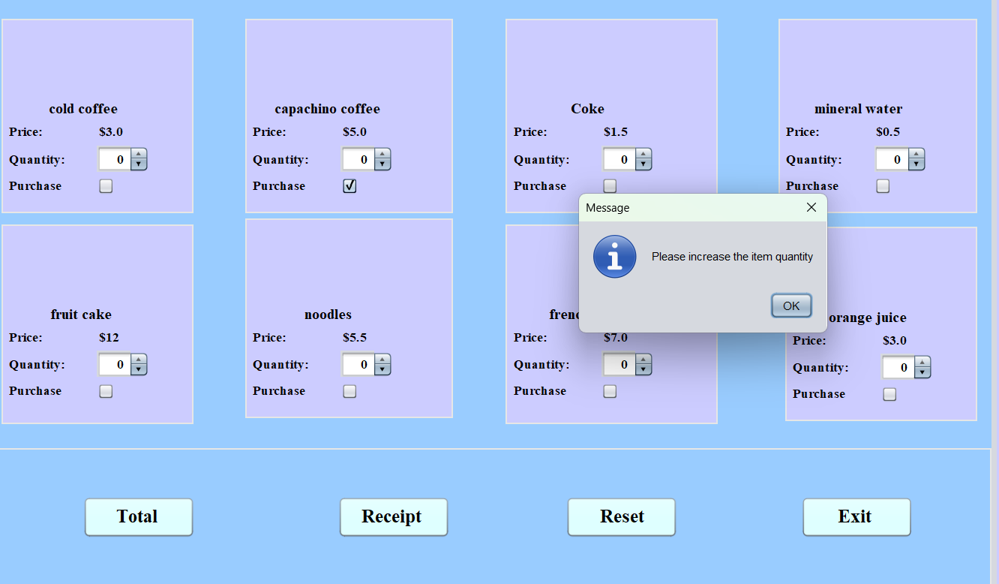 cold coffee
Price: $3.0
Quantity: 0
Purchase
capachino coffee
Price: $5.0
Quantity: 0
Purchase
Coke
Price: $1.5
Quantity: 0
Purchase
mineral water
Price: $0.5
Quantity: 0
Purchase
Message
Please increase the item quantity
OK
fruit cake
Price: $12
Quantity: 0
Purchase
noodles
Price: $5.5
Quantity: 0
Purchase
Price: $7.0
Quantity: 0
Purchase
orange juice
Price: $3.0
Quantity: 0
Purchase
Total
Receipt
Reset
Exit